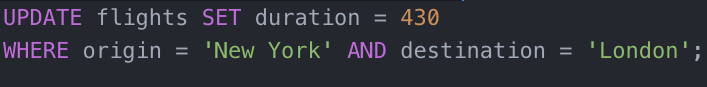 UPDATE flights SET duration = 430
WHERE origin = 'New York' AND destination = 'London';